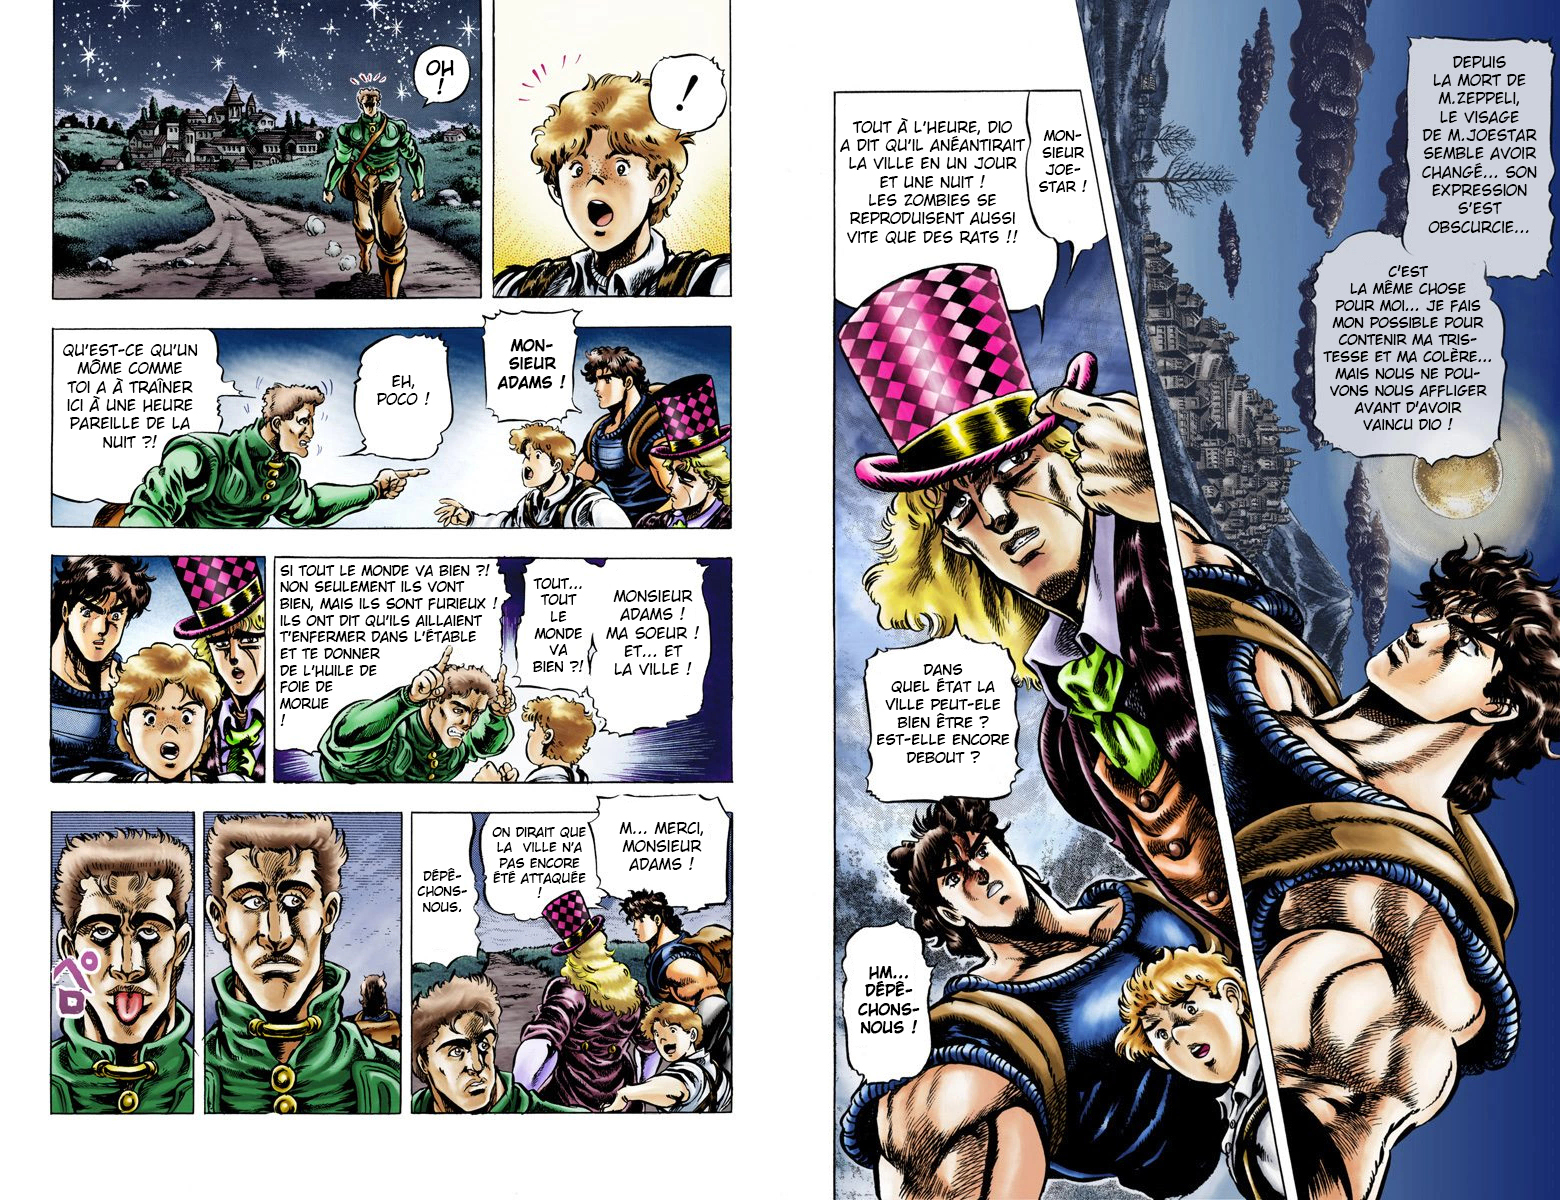 DEPUIS
LA MORT DE
M.ZEPPELI,
LE VISAGE
DE M.JOESTAR
SEMBLE AVOIR
CHANGÉ... SON
EXPRESSION
S'EST
OBSCURCIE...
C'EST
LA MÊME CHOSE
POUR MOI... JE FAIS
MON POSSIBLE POUR
CONTENIR MA TRIS-
TESSE ET MA COLÈRE...
MAIS NOUS NE POU-
VONS NOUS AFFLIGER
AVANT D'AVOIR
VAINCU DIO !
MON-
SIEUR
JOE-
STAR !
TOUT À L'HEURE, DIO
A DIT QU'IL ANÉANTIRAIT
LA VILLE EN UN JOUR
ET UNE NUIT !
LES ZOMBIES SE
REPRODUISENT AUSSI
VITE QUE DES RATS !!
DANS
QUEL ÉTAT LA
VILLE PEUT-ELE
BIEN ÊTRE ?
EST-ELLE ENCORE
DEBOUT ?
HM...
DÉPÊ-
CHONS-
NOUS !
!
OH
!
MON-
SIEUR
ADAMS !
EH,
POCO !
QU'EST-CE QU'UN
MÔME COMME
TOI A À TRAÎNER
ICI À UNE HEURE
PAREILLE DE LA
NUIT ?!
MONSIEUR
ADAMS !
MA SOEUR !
ET... ET
LA VILLE !
TOUT...
TOUT
LE
MONDE
VA
BIEN ?!
SI TOUT LE MONDE VA BIEN ?!
NON SEULEMENT ILS VONT
BIEN, MAIS ILS SONT FURIEUX !
ILS ONT DIT QU'ILS AILLAIENT
T'ENFERMER DANS L'ÉTABLE
ET TE DONNER
DE L'HUILE DE
FOIE DE
MORUE
!
M... MERCI,
MONSIEUR
ADAMS !
ON DIRAIT QUE
LA VILLE N'A
PAS ENCORE
ÉTÉ ATTAQUÉE
!
DÉPÊ-
CHONS-
NOUS.
ペロ